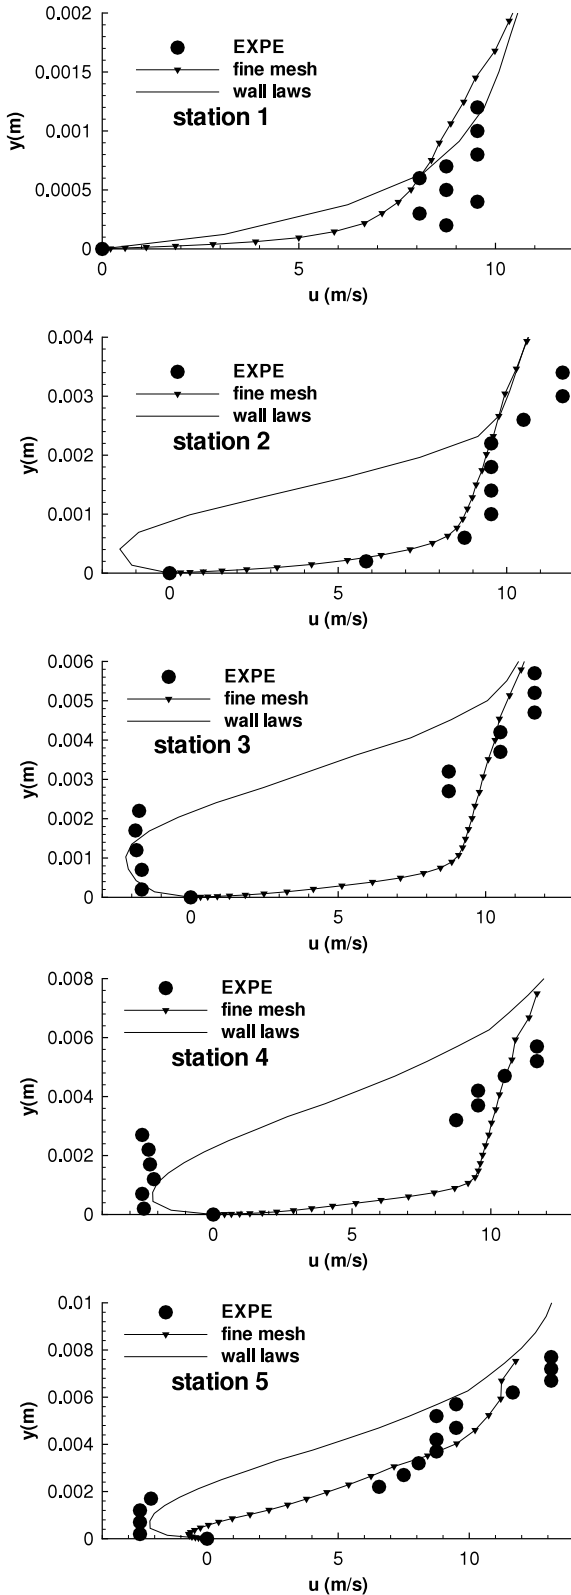 0.002
EXPE
fine mesh
wall laws
station 1
0.0015
0.001
0.0005
0
y(m)
0 5 10
u (m/s)
0.004
EXPE
fine mesh
wall laws
station 2
0.003
0.002
0.001
0
y(m)
0 5 10
u (m/s)
0.006
EXPE
fine mesh
wall laws
station 3
0.005
0.004
0.003
0.002
0.001
0
y(m)
0 5 10
u (m/s)
0.008
EXPE
fine mesh
wall laws
station 4
0.006
0.004
0.002
0
y(m)
0 5 10
u (m/s)
0.01
EXPE
fine mesh
wall laws
station 5
0.008
0.006
0.004
0.002
0
y(m)
0 5 10
u (m/s)